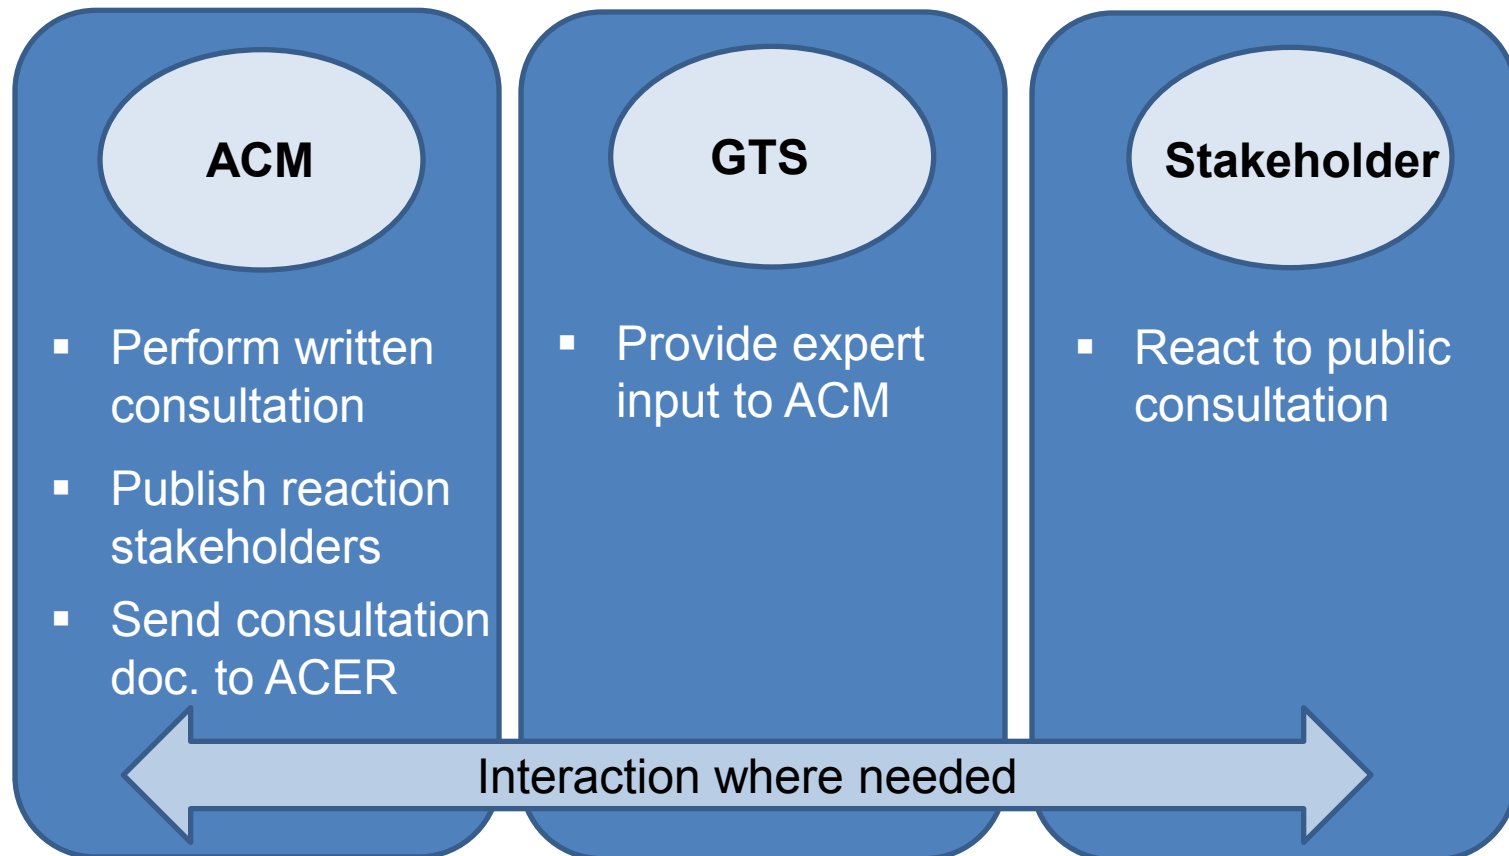 ACM
▪ Perform written
consultation
▪ Publish reaction
stakeholders
▪ Send consultation
doc. to ACER
GTS
▪ Provide expert
input to ACM
Stakeholder
▪ React to public
consultation
Interaction where needed